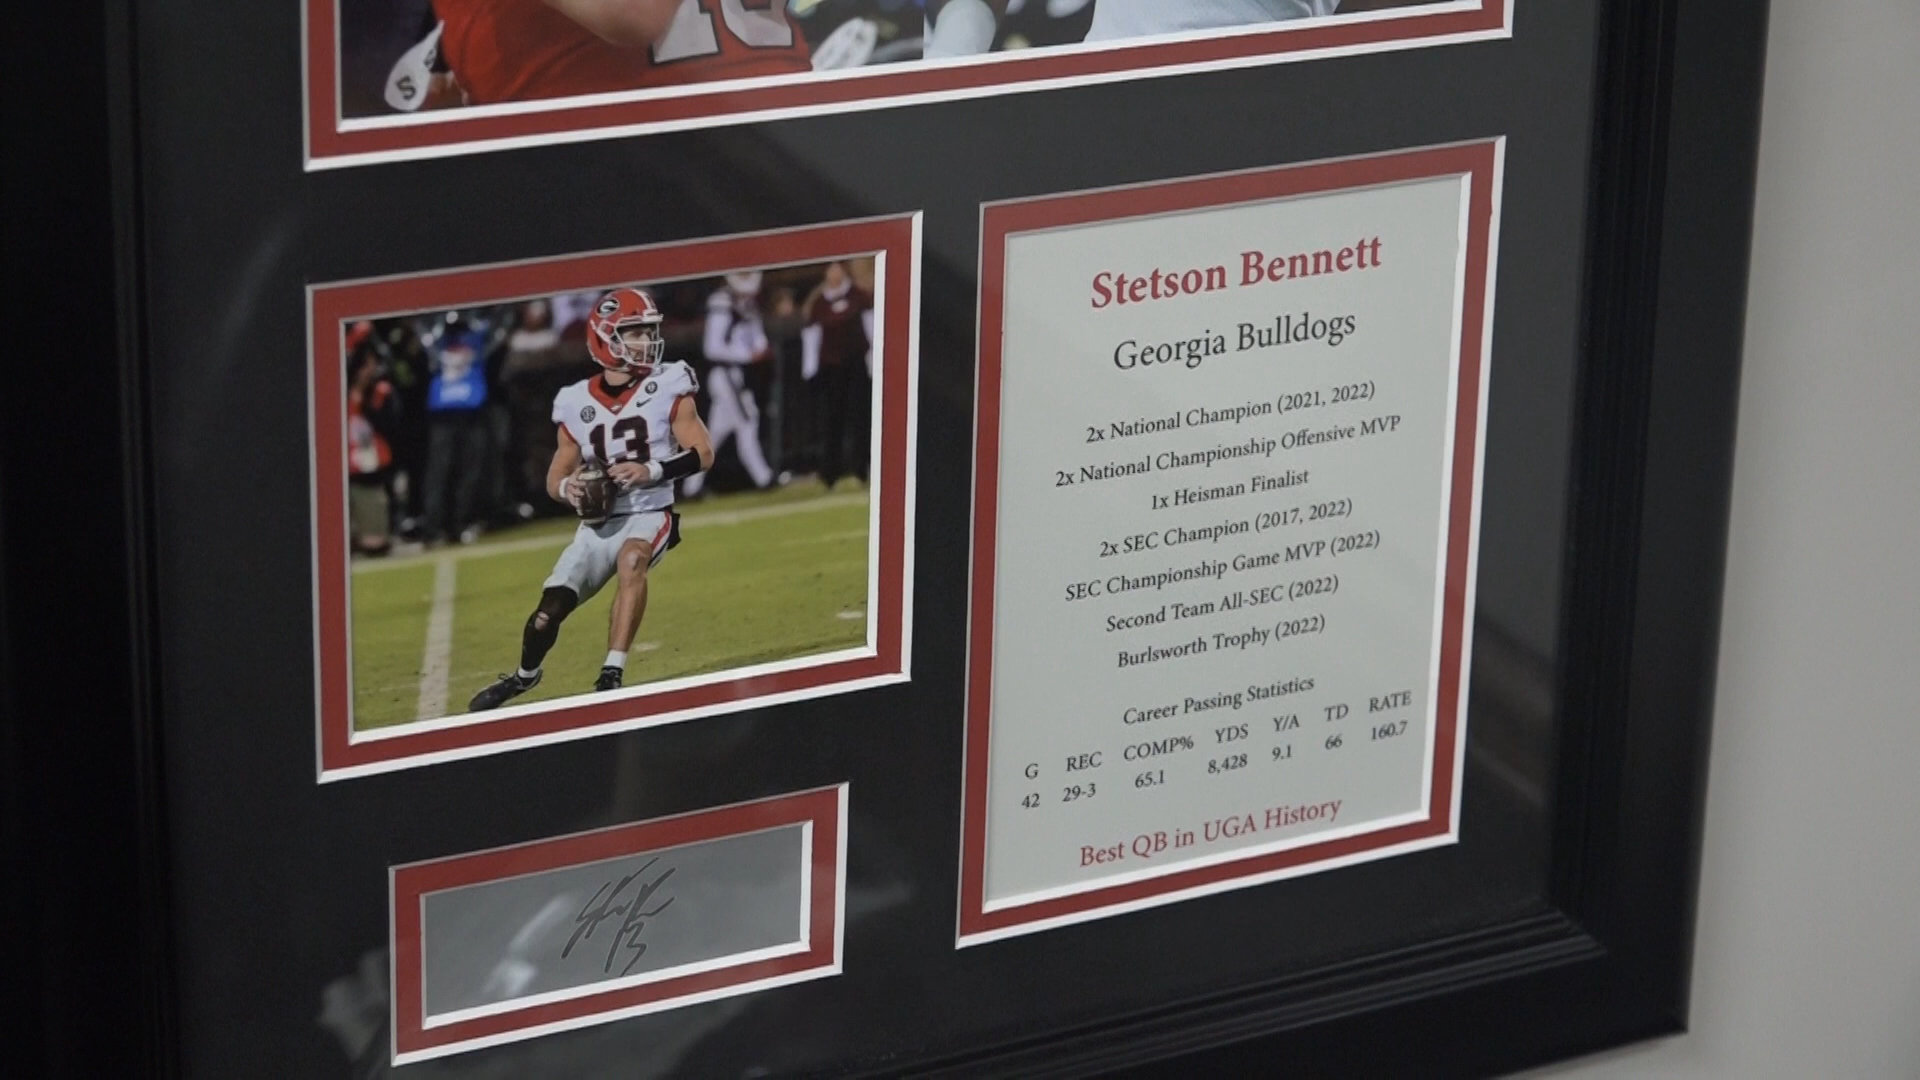 13
Stetson Bennett
Georgia Bulldogs
2x National Champion (2021, 2022)
2x National Championship Offensive MVP
1x Heisman Finalist
2x SEC Champion (2017, 2022)
SEC Championship Game MVP (2022)
Second Team All-SEC (2022)
Burlsworth Trophy (2022)
Career Passing Statistics
G REC COMP% YDS Y/A TD RATE
42 29-3 65.1 8,428 9.1 66 160.7
Best QB in UGA History
13